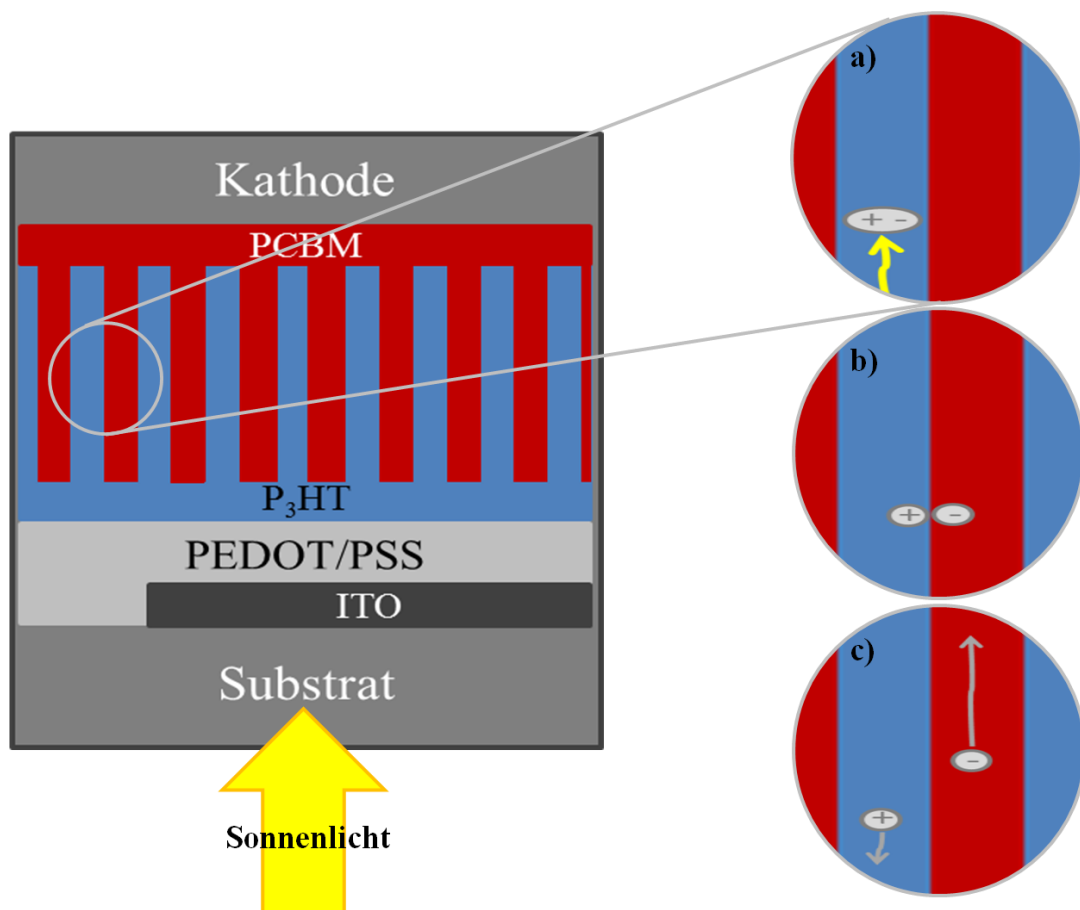 Kathode
PCBM
P₃HT
PEDOT/PSS
ITO
Substrat
Sonnenlicht
a)
+ -
b)
+ -
c)
-
+